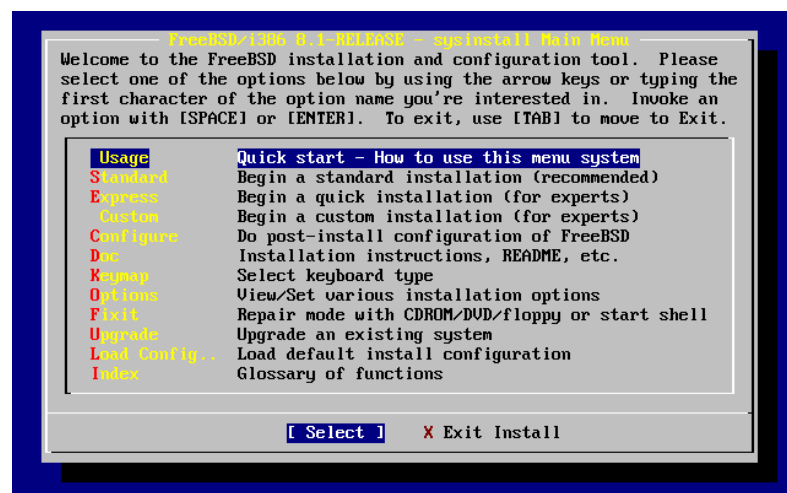 FreeBSD/i386 8.1-RELEASE - sysinstall Main Menu
Welcome to the FreeBSD installation and configuration tool.  Please
select one of the options below by using the arrow keys or typing the
first character of the option name you're interested in.  Invoke an
option with [SPACE] or [ENTER].  To exit, use [TAB] to move to Exit.
Usage Quick start - How to use this menu system
Standard Begin a standard installation (recommended)
Express Begin a quick installation (for experts)
Custom Begin a custom installation (for experts)
Configure Do post-install configuration of FreeBSD
Doc Installation instructions, README, etc.
Keymap Select keyboard type
Options View/Set various installation options
Fixit Repair mode with CDROM/DVD/floppy or start shell
Upgrade Upgrade an existing system
Load Config.. Load default install configuration
Index Glossary of functions
[ Select ] X Exit Install